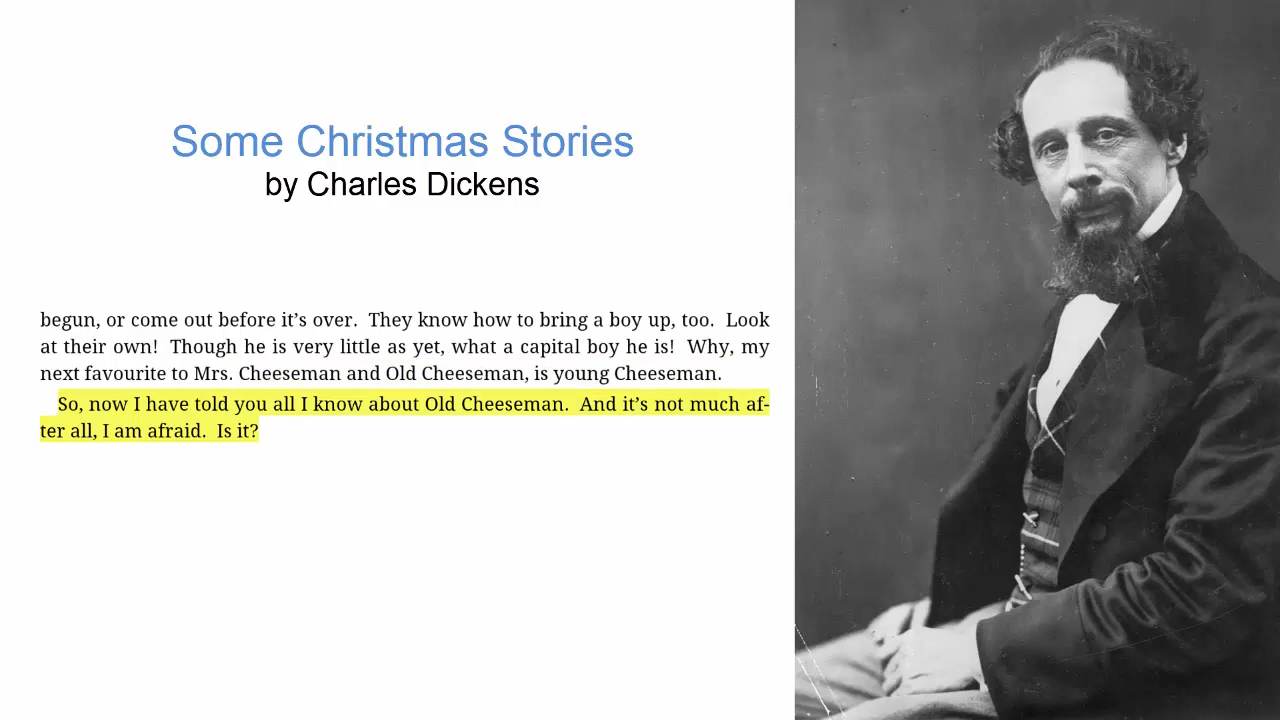 Some Christmas Stories
by Charles Dickens
begun, or come out before it’s over.  They know how to bring a boy up, too.  Look
at their own!  Though he is very little as yet, what a capital boy he is!  Why, my
next favourite to Mrs. Cheeseman and Old Cheeseman, is young Cheeseman.
So, now I have told you all I know about Old Cheeseman.  And it’s not much af-
ter all, I am afraid.  Is it?